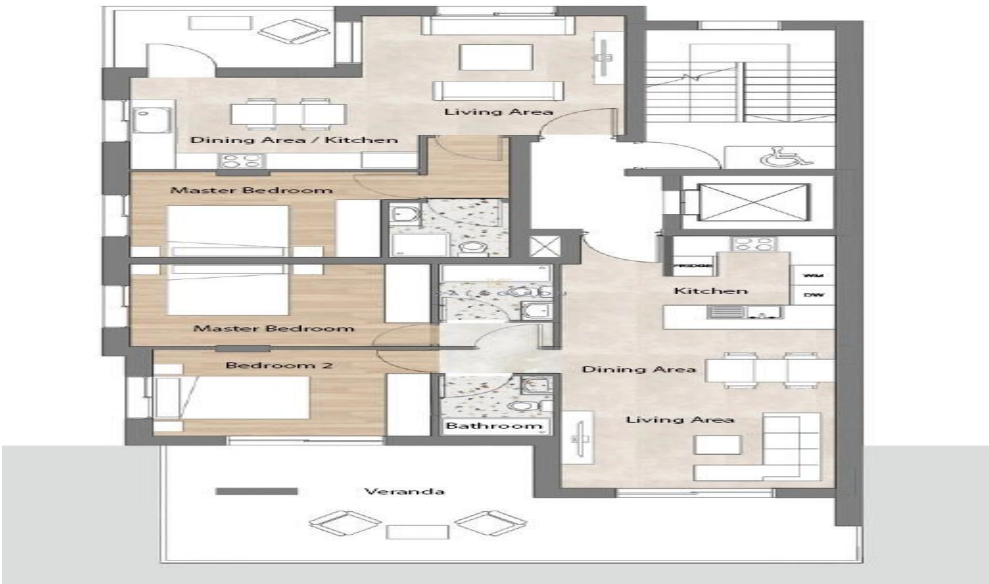 Living Area
Dining Area / Kitchen
Master Bedroom
FRIDGE
Kitchen
WM
DW
Master Bedroom
Bedroom 2
Dining Area
Living Area
Bathroom
Veranda